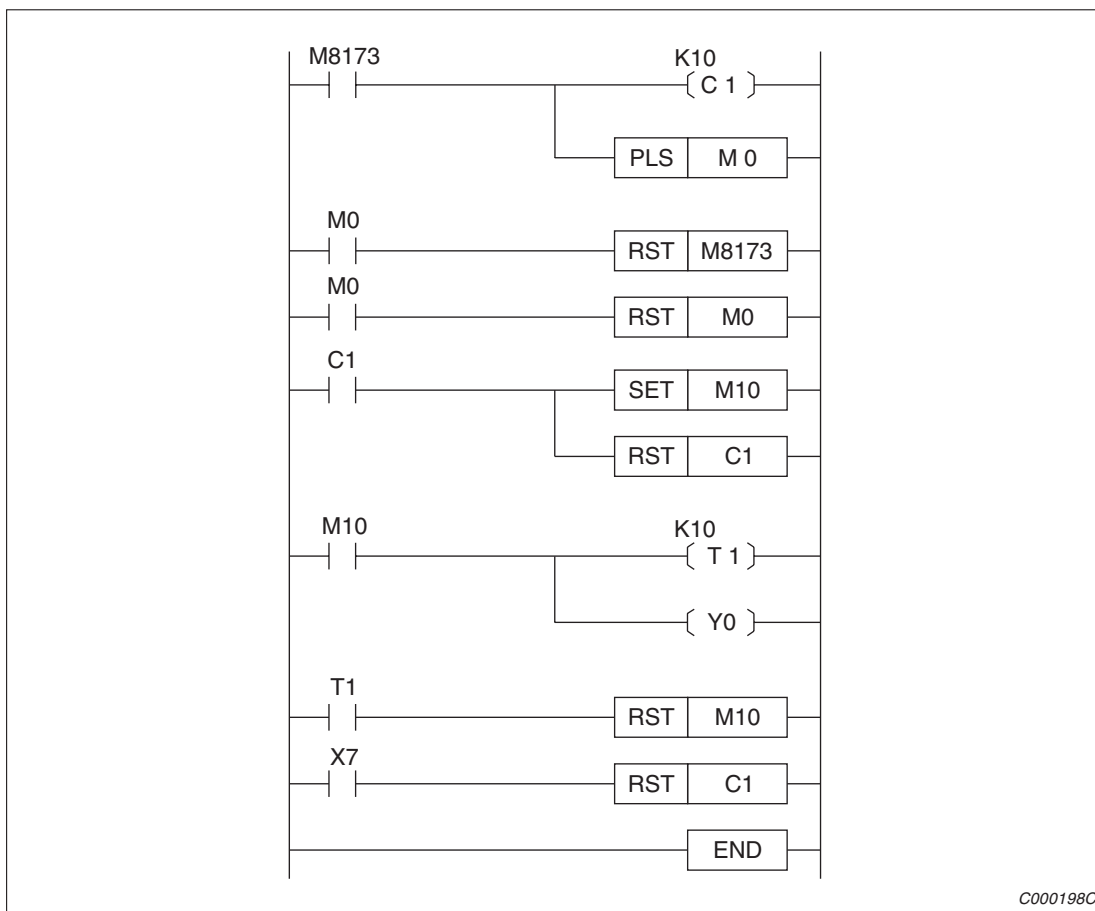 M8173 K10
C 1
PLS M 0
M0
RST M8173
M0
RST M0
C1
SET M10
RST C1
M10 K10
T 1
Y0
T1
RST M10
X7
RST C1
END
C000198C